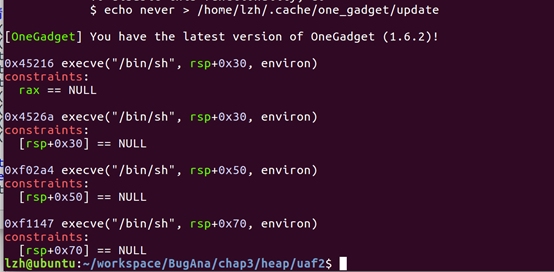 $ echo never > /home/lzh/.cache/one_gadget/update
[OneGadget] You have the latest version of OneGadget (1.6.2)!
0x45216 execve("/bin/sh", rsp+0x30, environ)
constraints:
rax == NULL
0x4526a execve("/bin/sh", rsp+0x30, environ)
constraints:
[rsp+0x30] == NULL
0xf02a4 execve("/bin/sh", rsp+0x50, environ)
constraints:
[rsp+0x50] == NULL
0xf1147 execve("/bin/sh", rsp+0x70, environ)
constraints:
[rsp+0x70] == NULL
lzh@ubuntu:~/workspace/BugAna/chap3/heap/uaf2$